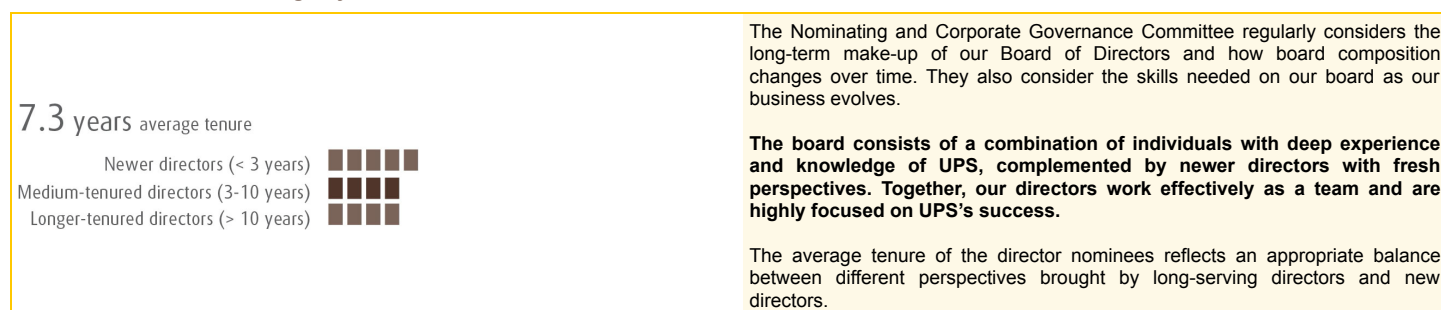 7.3 years average tenure
Newer directors (< 3 years)
Medium-tenured directors (3-10 years)
Longer-tenured directors (> 10 years)
The Nominating and Corporate Governance Committee regularly considers the
long-term make-up of our Board of Directors and how board composition
changes over time. They also consider the skills needed on our board as our
business evolves.
The board consists of a combination of individuals with deep experience
and knowledge of UPS, complemented by newer directors with fresh
perspectives. Together, our directors work effectively as a team and are
highly focused on UPS's success.
The average tenure of the director nominees reflects an appropriate balance
between different perspectives brought by long-serving directors and new
directors.